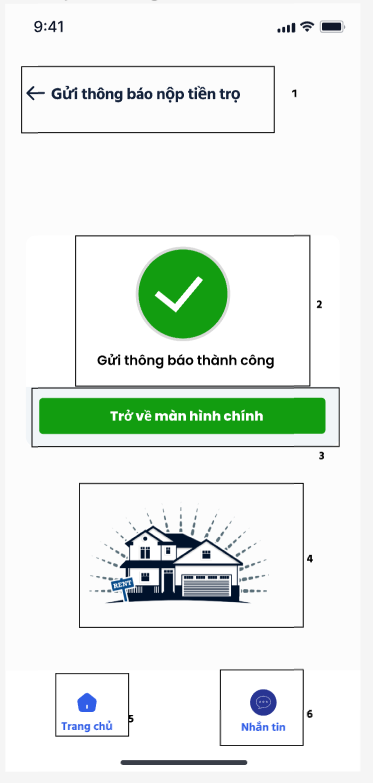 9:41
Gửi thông báo nộp tiền trọ
1
2
Gửi thông báo thành công
Trở về màn hình chính
3
4
RENT
5
Trang chủ
6
Nhắn tin